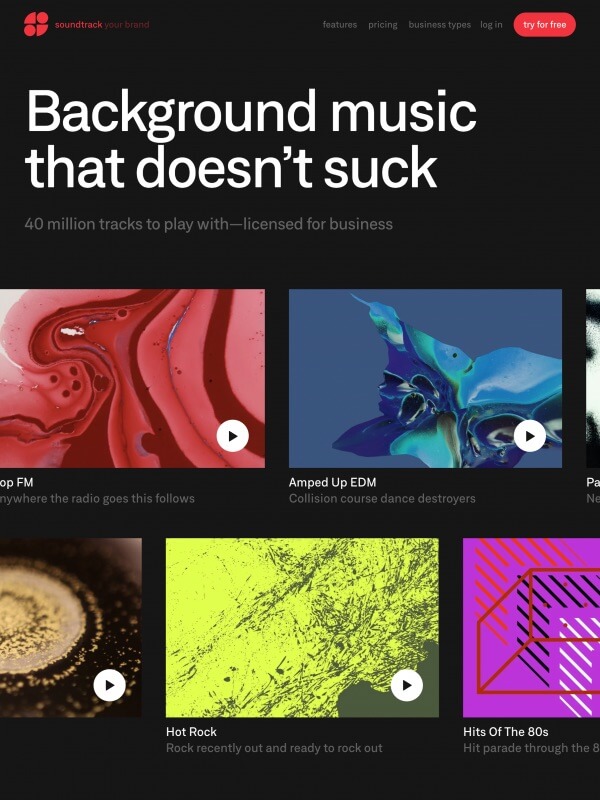 soundtrack your brand
features pricing business types log in try for free
Background music
that doesn’t suck
40 million tracks to play with—licensed for business
op FM
nywhere the radio goes this follows
Amped Up EDM
Collision course dance destroyers
Pa
Ne
Hot Rock
Rock recently out and ready to rock out
Hits Of The 80s
Hit parade through the 8